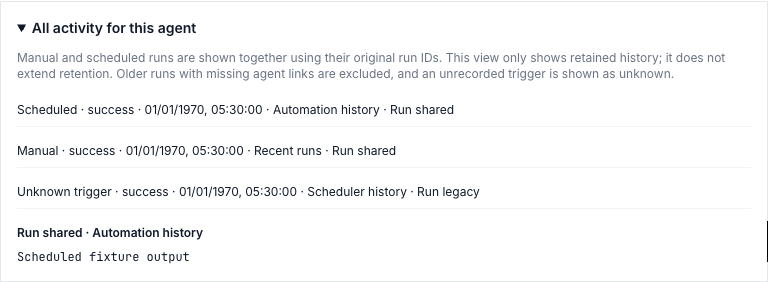 ▼ All activity for this agent
Manual and scheduled runs are shown together using their original run IDs. This view only shows retained history; it does not
extend retention. Older runs with missing agent links are excluded, and an unrecorded trigger is shown as unknown.
Scheduled · success · 01/01/1970, 05:30:00 · Automation history · Run shared
Manual · success · 01/01/1970, 05:30:00 · Recent runs · Run shared
Unknown trigger · success · 01/01/1970, 05:30:00 · Scheduler history · Run legacy
Run shared · Automation history
Scheduled fixture output